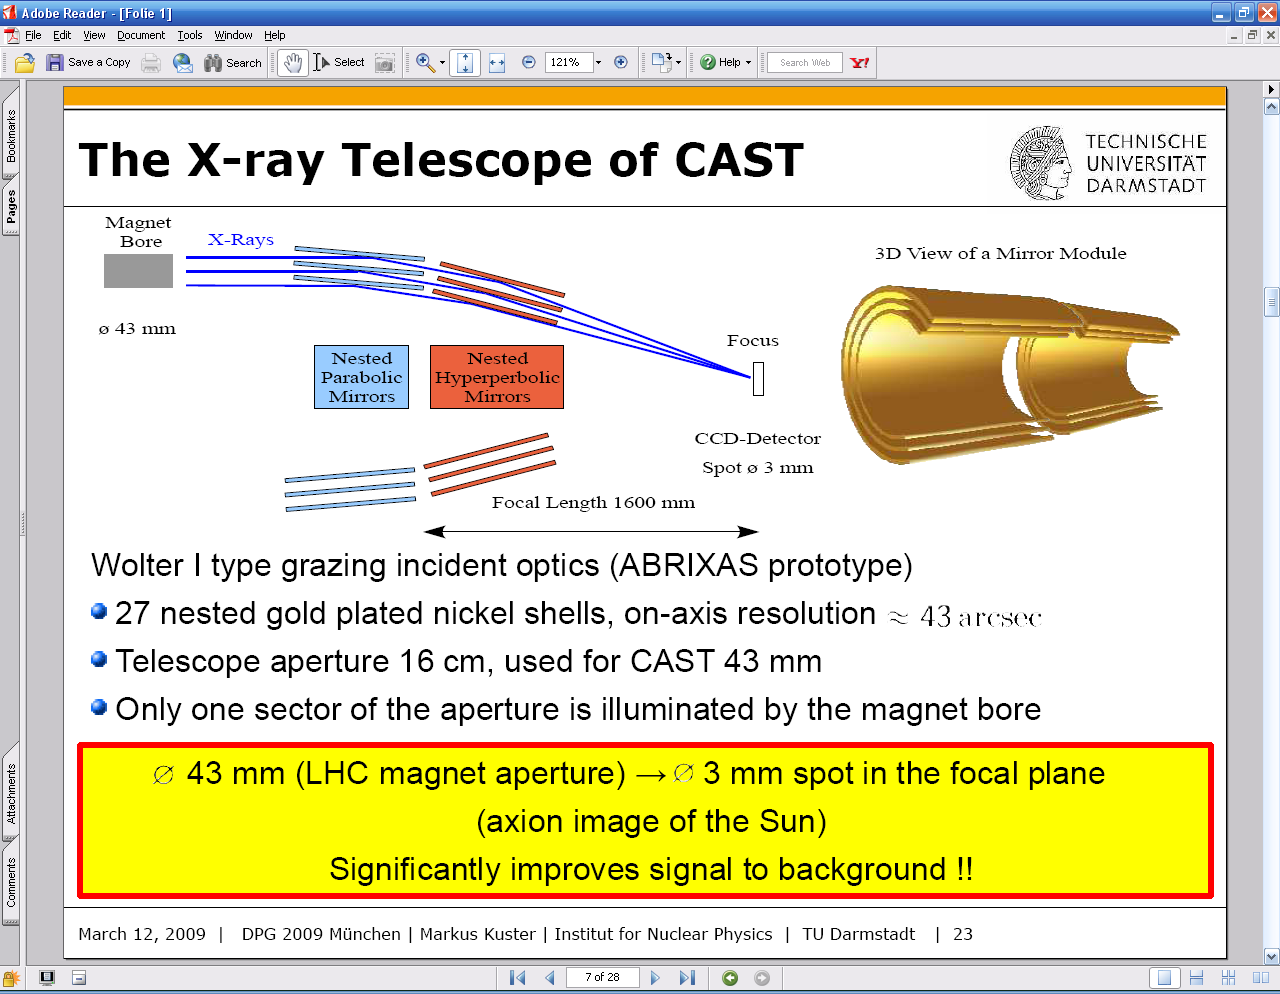 Adobe Reader - [Folie 1]
File Edit View Document Tools Window Help
Save a Copy Search Select 121% Help Search Web Y!
Bookmarks
Pages
Attachments
Comments
The X-ray Telescope of CAST
TECHNISCHE
UNIVERSITÄT
DARMSTADT
Magnet
Bore
X-Rays
ø 43 mm
Nested
Parabolic
Mirrors
Nested
Hyperperbolic
Mirrors
Focus
3D View of a Mirror Module
CCD-Detector
Spot ø 3 mm
Focal Length 1600 mm
Wolter I type grazing incident optics (ABRIXAS prototype)
27 nested gold plated nickel shells, on-axis resolution ≈ 43 arcsec
Telescope aperture 16 cm, used for CAST 43 mm
Only one sector of the aperture is illuminated by the magnet bore
∅ 43 mm (LHC magnet aperture) → ∅ 3 mm spot in the focal plane
(axion image of the Sun)
Significantly improves signal to background !!
March 12, 2009 | DPG 2009 München | Markus Kuster | Institut for Nuclear Physics | TU Darmstadt | 23
7 of 28